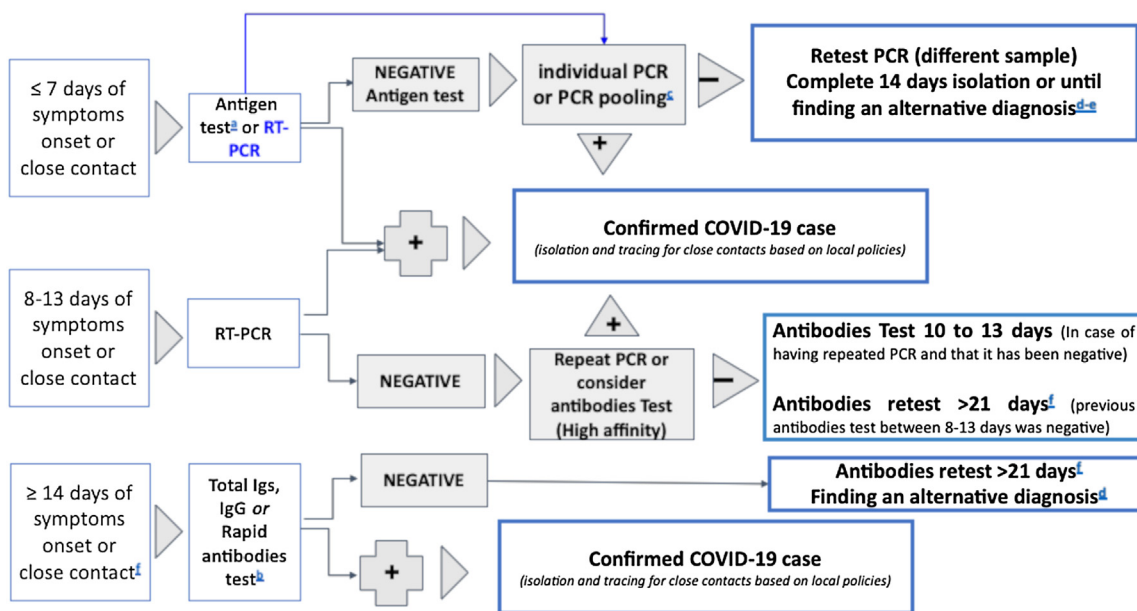 ≤ 7 days of
symptoms
onset or
close contact
Antigen
testa or RT-
PCR
NEGATIVE
Antigen test
individual PCR
or PCR poolingc
−
Retest PCR (different sample)
Complete 14 days isolation or until
finding an alternative diagnosisd-e
+
+
Confirmed COVID-19 case
(isolation and tracing for close contacts based on local policies)
8-13 days of
symptoms
onset or
close contact
RT-PCR
NEGATIVE
+
Repeat PCR or
consider
antibodies Test
(High affinity)
−
Antibodies Test 10 to 13 days (In case of
having repeated PCR and that it has been negative)
Antibodies retest >21 daysf (previous
antibodies test between 8-13 days was negative)
≥ 14 days of
symptoms
onset or
close contactf
Total Igs,
IgG or
Rapid
antibodies
testb
NEGATIVE
Antibodies retest >21 daysf
Finding an alternative diagnosisd
+
Confirmed COVID-19 case
(isolation and tracing for close contacts based on local policies)